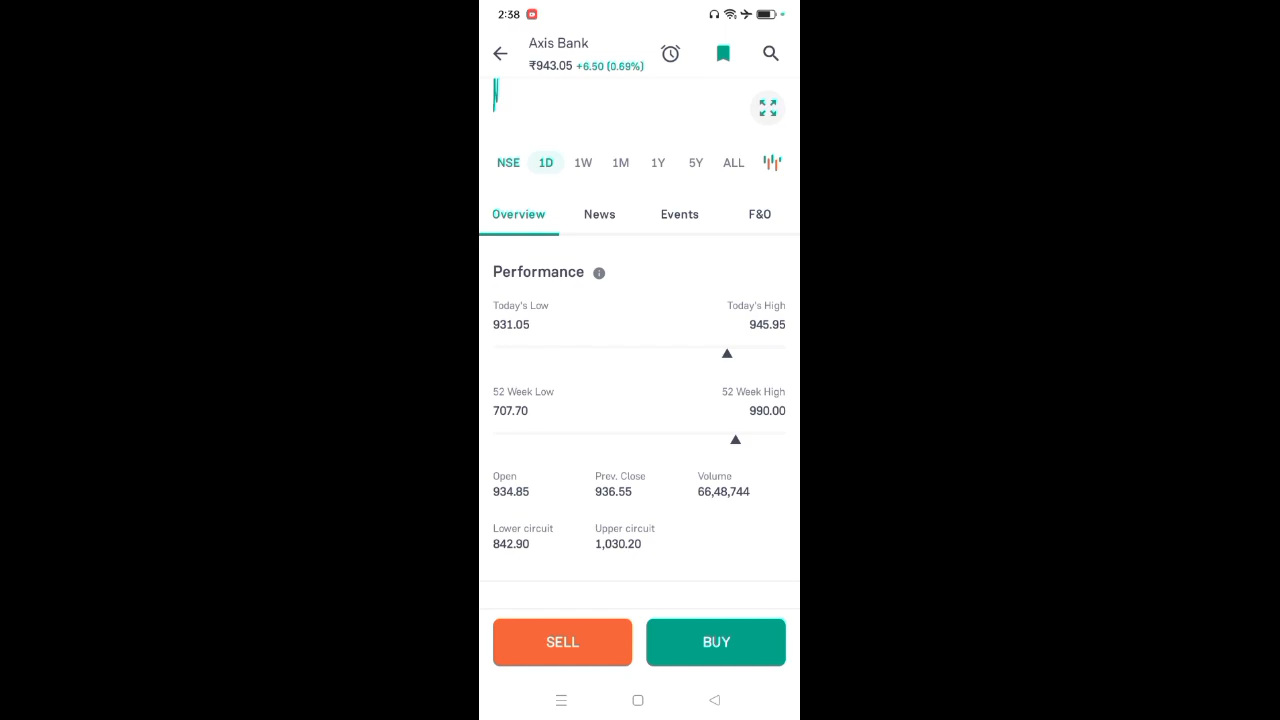 2:38
Axis Bank
₹943.05 +6.50 (0.69%)
NSE 1D 1W 1M 1Y 5Y ALL
Overview News Events F&O
Performance
Today's Low Today's High
931.05 945.95
52 Week Low 52 Week High
707.70 990.00
Open Prev. Close Volume
934.85 936.55 66,48,744
Lower circuit Upper circuit
842.90 1,030.20
SELL BUY